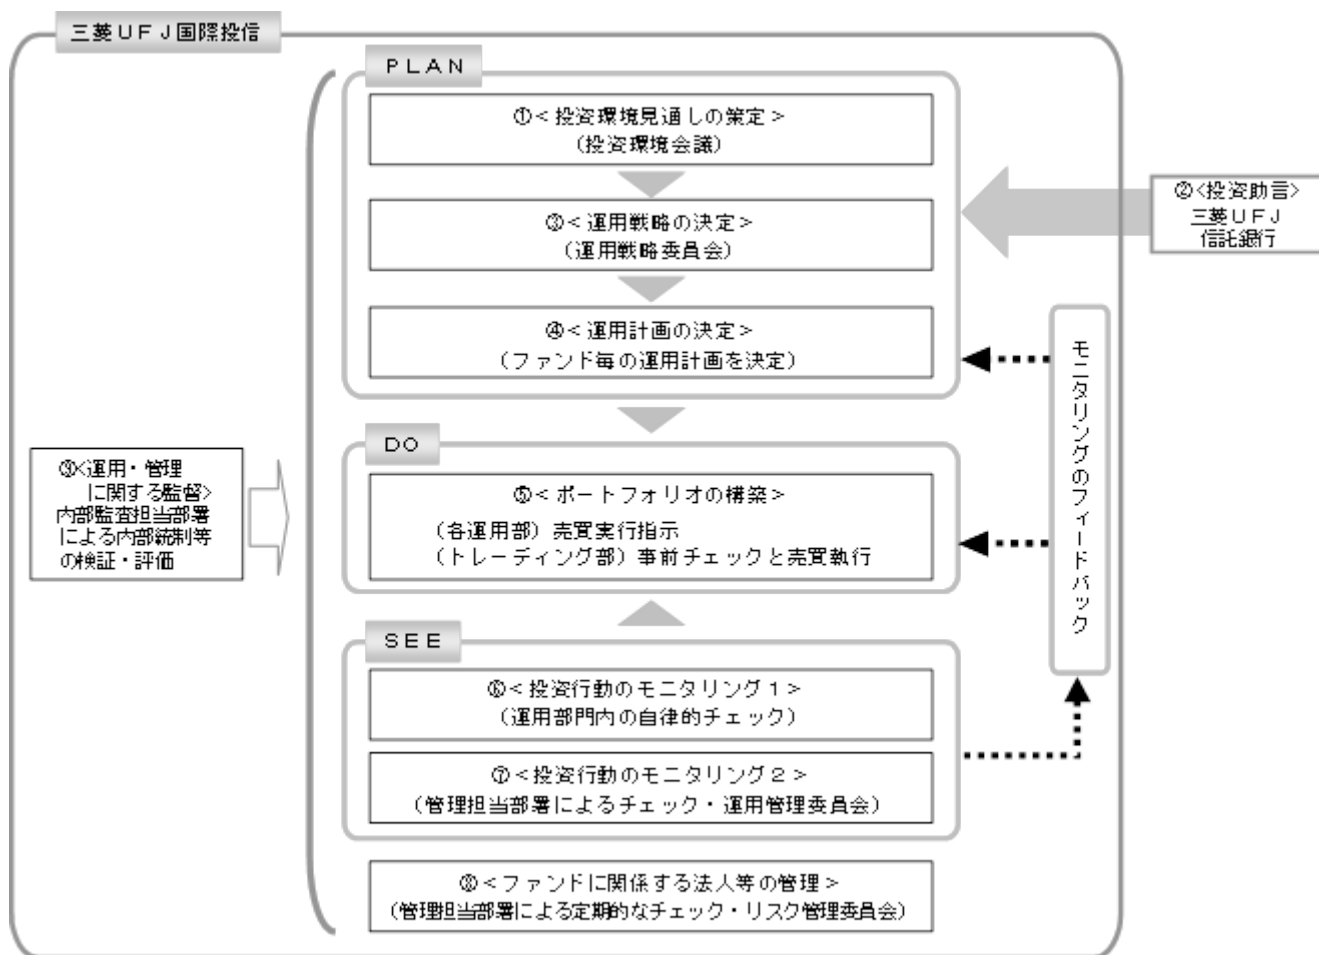 三菱ＵＦＪ国際投信
ＰＬＡＮ
①＜投資環境見通しの策定＞
（投資環境会議）
②<投資助言>
三菱ＵＦＪ
信託銀行
③＜運用戦略の決定＞
（運用戦略委員会）
④＜運用計画の決定＞
（ファンド毎の運用計画を決定）
モニタリングのフィードバック
ＤＯ
⑤＜ポートフォリオの構築＞
（各運用部）売買実行指示
（トレーディング部）事前チェックと売買執行
⑨<運用・管理
に関する監督>
内部監査担当部署
による内部統制等
の検証・評価
ＳＥＥ
⑥＜投資行動のモニタリング１＞
（運用部門内の自律的チェック）
⑦＜投資行動のモニタリング２＞
（管理担当部署によるチェック・運用管理委員会）
⑧＜ファンドに関係する法人等の管理＞
（管理担当部署による定期的なチェック・リスク管理委員会）